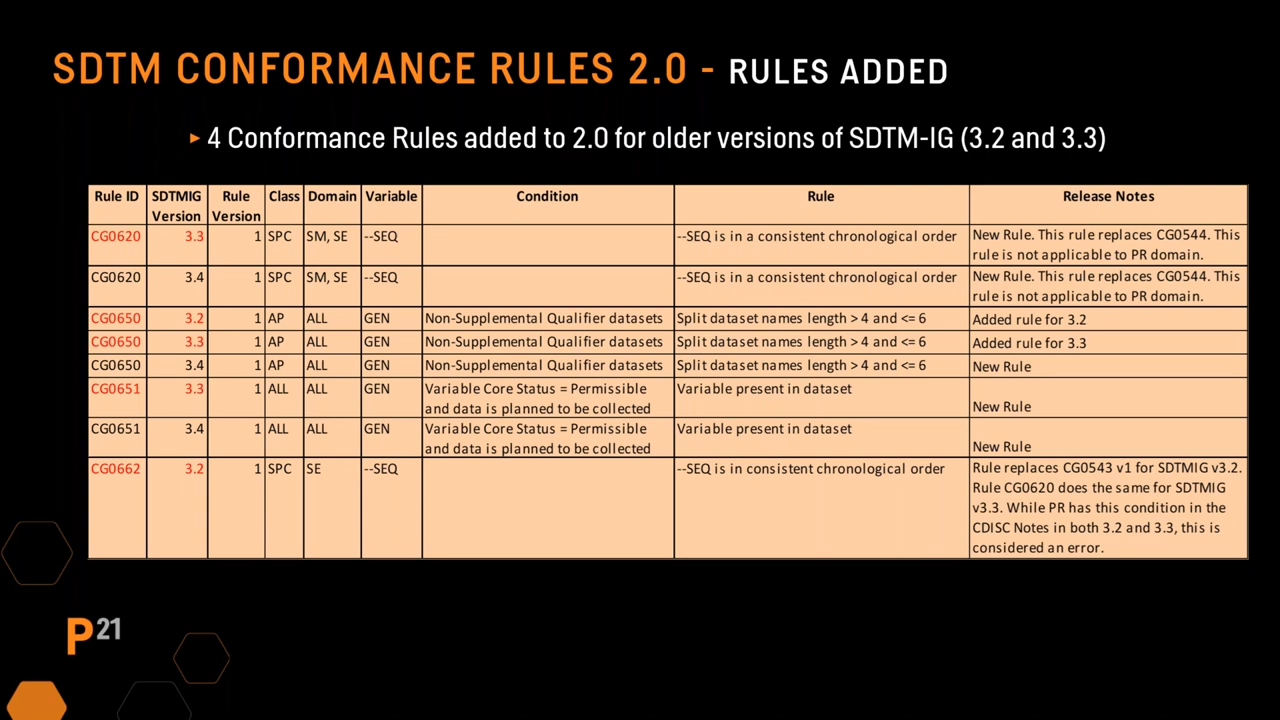 SDTM CONFORMANCE RULES 2.0 - RULES ADDED
▸ 4 Conformance Rules added to 2.0 for older versions of SDTM-IG (3.2 and 3.3)
Rule ID SDTMIG Version Rule Version Class Domain Variable Condition Rule Release Notes
CG0620 3.3 1 SPC SM, SE --SEQ --SEQ is in a consistent chronological order New Rule. This rule replaces CG0544. This
rule is not applicable to PR domain.
CG0620 3.4 1 SPC SM, SE --SEQ --SEQ is in a consistent chronological order New Rule. This rule replaces CG0544. This
rule is not applicable to PR domain.
CG0650 3.2 1 AP ALL GEN Non-Supplemental Qualifier datasets Split dataset names length > 4 and <= 6 Added rule for 3.2
CG0650 3.3 1 AP ALL GEN Non-Supplemental Qualifier datasets Split dataset names length > 4 and <= 6 Added rule for 3.3
CG0650 3.4 1 AP ALL GEN Non-Supplemental Qualifier datasets Split dataset names length > 4 and <= 6 New Rule
CG0651 3.3 1 ALL ALL GEN Variable Core Status = Permissible
and data is planned to be collected Variable present in dataset New Rule
CG0651 3.4 1 ALL ALL GEN Variable Core Status = Permissible
and data is planned to be collected Variable present in dataset New Rule
CG0662 3.2 1 SPC SE --SEQ --SEQ is in consistent chronological order Rule replaces CG0543 v1 for SDTMIG v3.2.
Rule CG0620 does the same for SDTMIG
v3.3. While PR has this condition in the
CDISC Notes in both 3.2 and 3.3, this is
considered an error.
P21